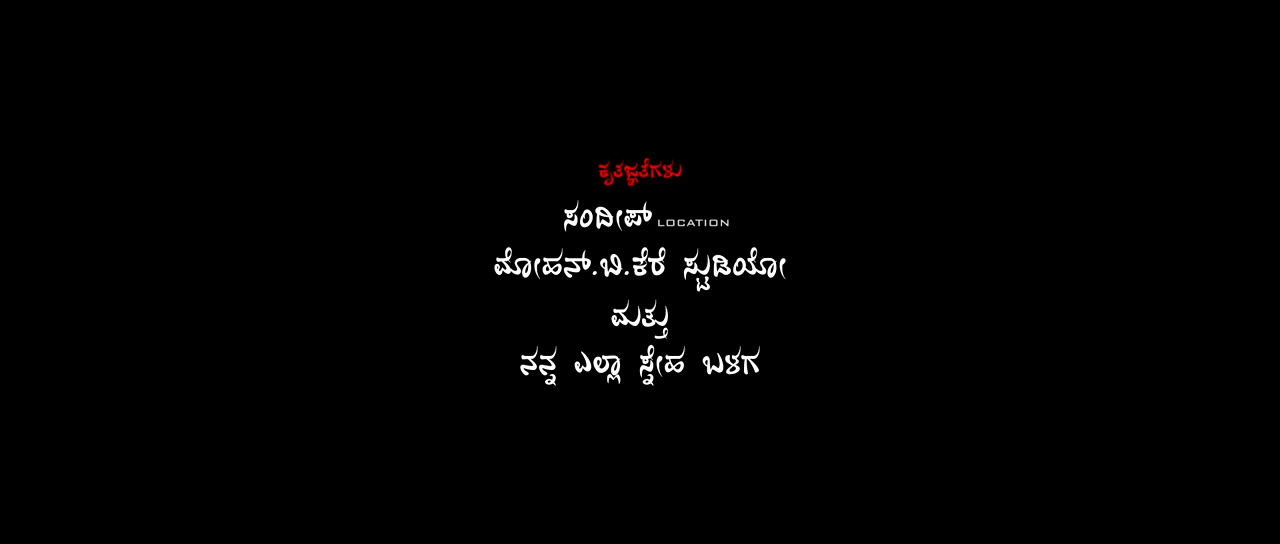 ಕೃತಜ್ಞತೆಗಳು
ಸಂದೀಪ್ LOCATION
ಮೋಹನ್.ಬಿ.ಕೆರೆ ಸ್ಟುಡಿಯೋ
ಮತ್ತು
ನನ್ನ ಎಲ್ಲಾ ಸ್ನೇಹ ಬಳಗ